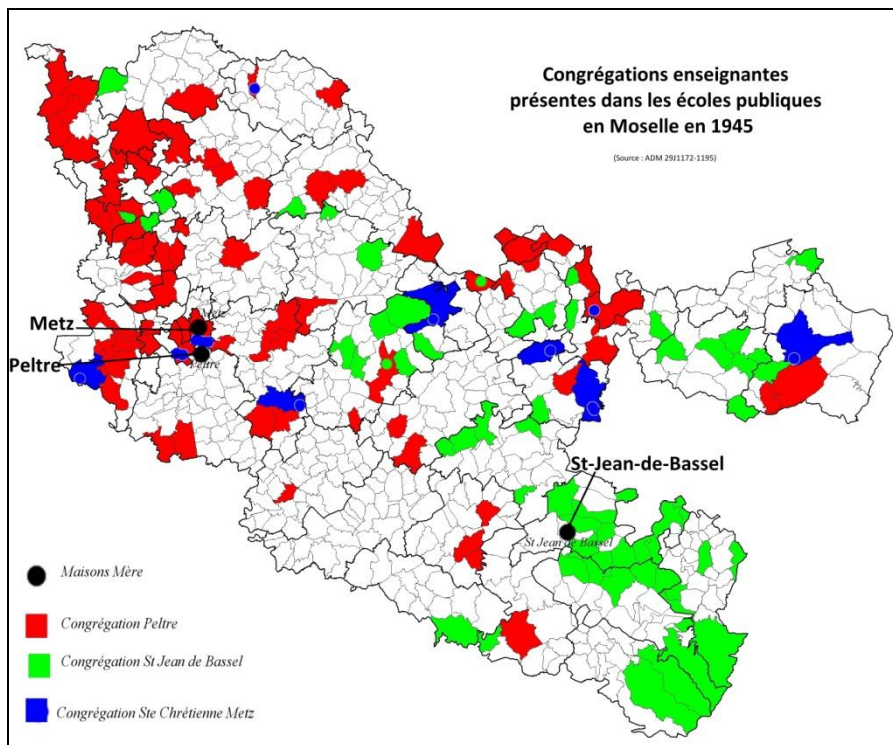 Congrégations enseignantes
présentes dans les écoles publiques
en Moselle en 1945
(Source : ADM 29J1172-1195)
Metz
Metz
Peltre
Peltre
St-Jean-de-Bassel
St Jean de Bassel
Maisons Mère
Congrégation Peltre
Congrégation St Jean de Bassel
Congrégation Ste Chrétienne Metz